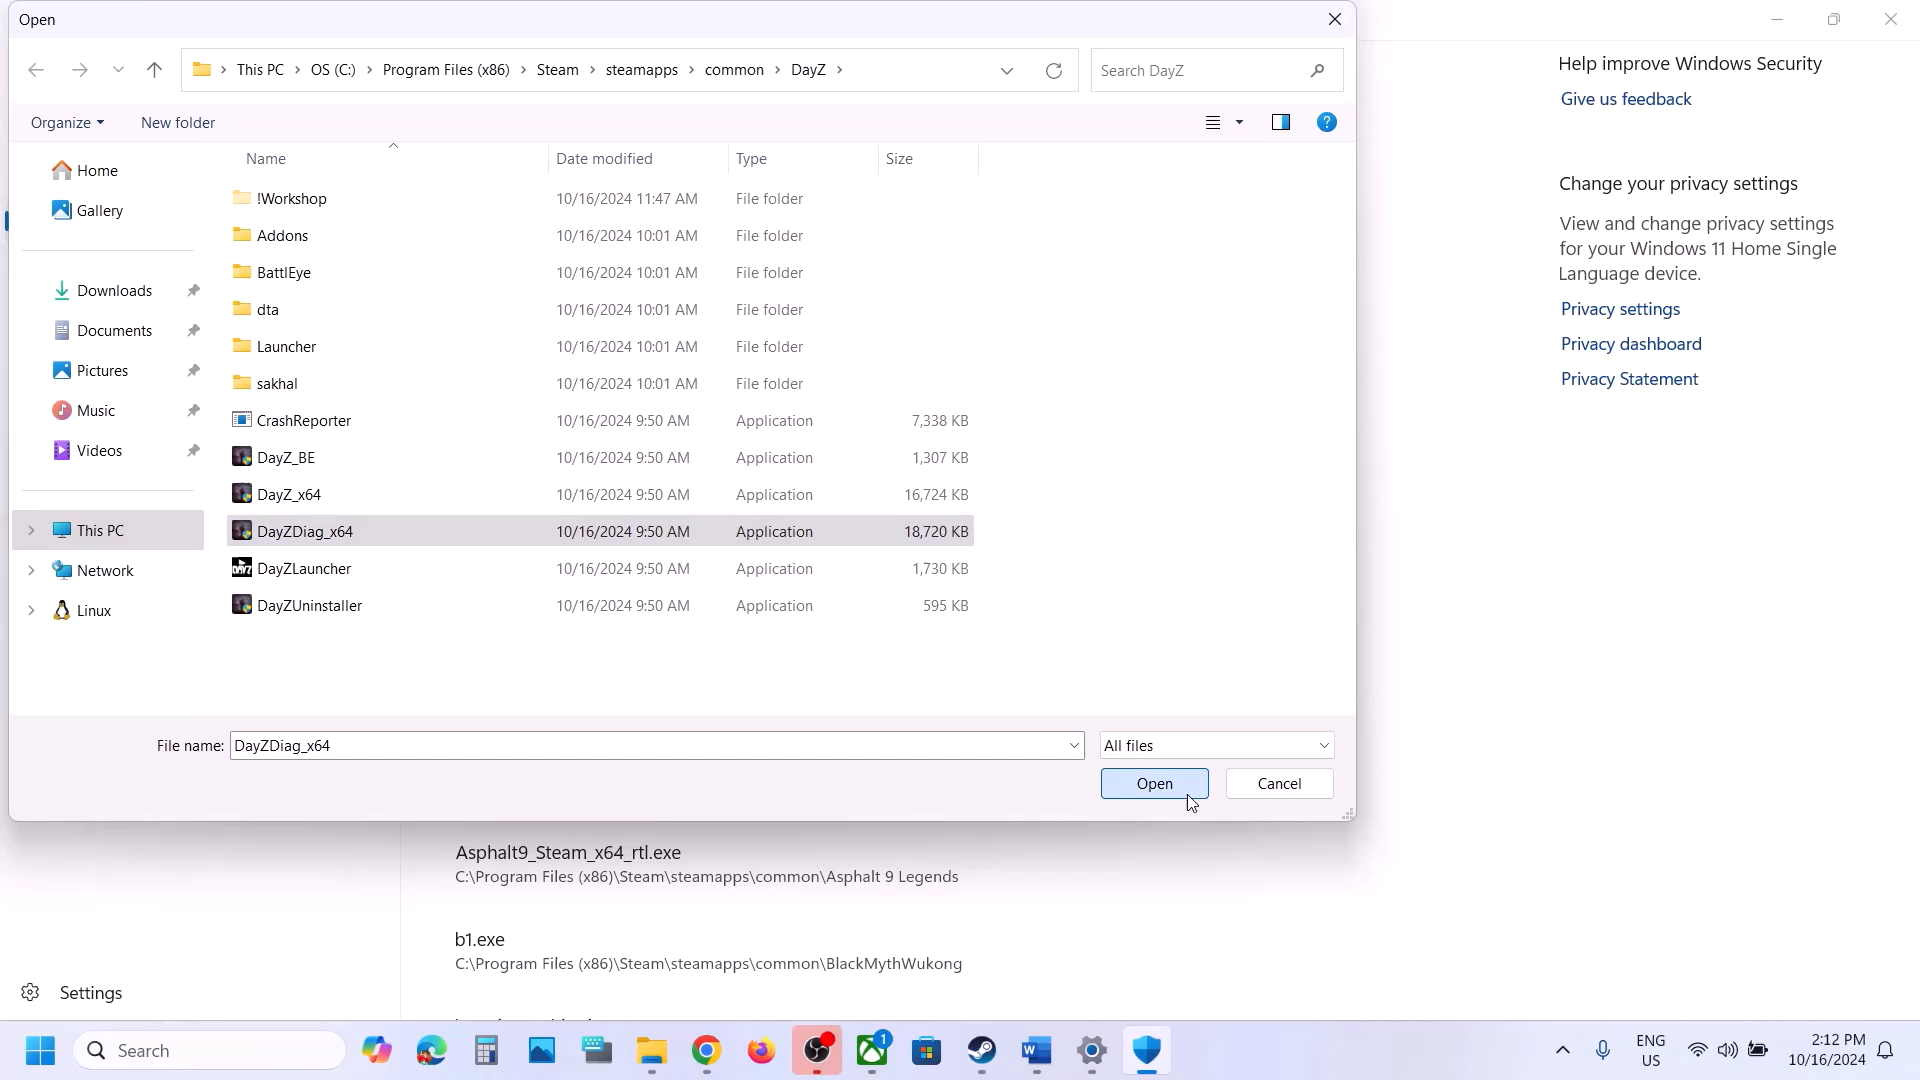 Open
This PC > OS (C:) > Program Files (x86) > Steam > steamapps > common > DayZ >
Search DayZ
Organize
New folder
Name
Date modified
Type
Size
Home
Gallery
Downloads
Documents
Pictures
Music
Videos
This PC
Network
Linux
!Workshop 10/16/2024 11:47 AM File folder
Addons 10/16/2024 10:01 AM File folder
BattlEye 10/16/2024 10:01 AM File folder
dta 10/16/2024 10:01 AM File folder
Launcher 10/16/2024 10:01 AM File folder
sakhal 10/16/2024 10:01 AM File folder
CrashReporter 10/16/2024 9:50 AM Application 7,338 KB
DayZ_BE 10/16/2024 9:50 AM Application 1,307 KB
DayZ_x64 10/16/2024 9:50 AM Application 16,724 KB
DayZDiag_x64 10/16/2024 9:50 AM Application 18,720 KB
DayZLauncher 10/16/2024 9:50 AM Application 1,730 KB
DayZUninstaller 10/16/2024 9:50 AM Application 595 KB
File name: DayZDiag_x64
All files
Open
Cancel
Help improve Windows Security
Give us feedback
Change your privacy settings
View and change privacy settings
for your Windows 11 Home Single
Language device.
Privacy settings
Privacy dashboard
Privacy Statement
Asphalt9_Steam_x64_rtl.exe
C:\Program Files (x86)\Steam\steamapps\common\Asphalt 9 Legends
b1.exe
C:\Program Files (x86)\Steam\steamapps\common\BlackMythWukong
Settings
Search
1
ENG
US
2:12 PM
10/16/2024